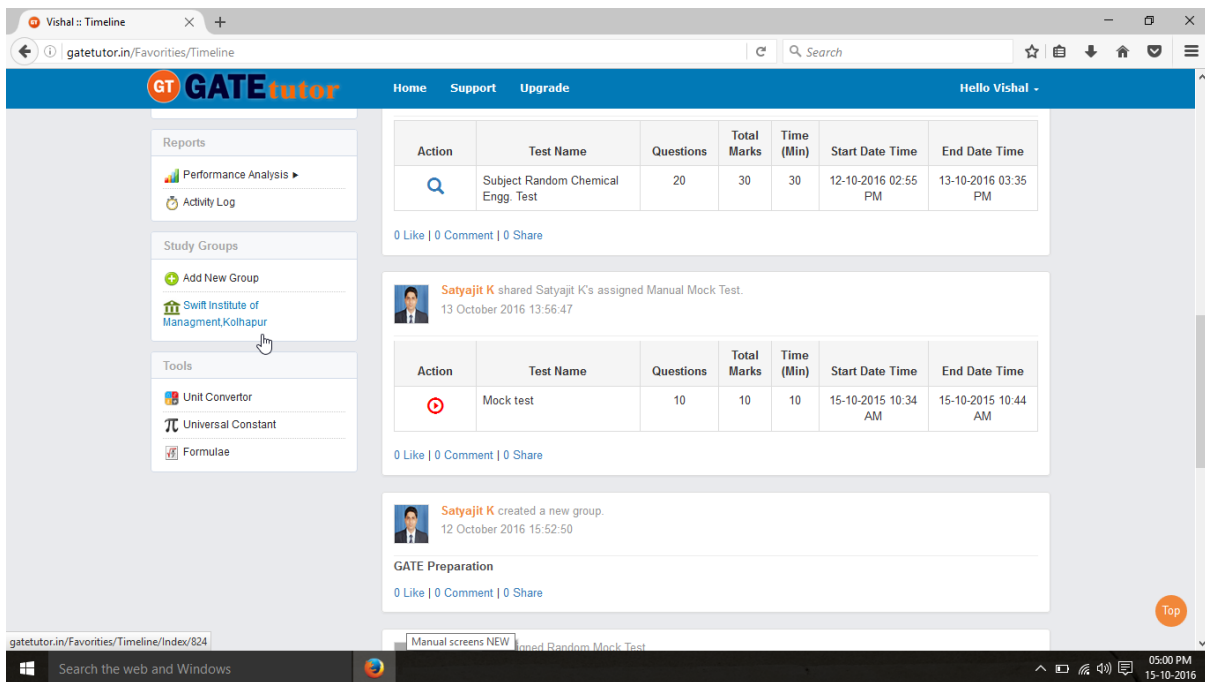 Vishal :: Timeline
gatetutor.in/Favorities/Timeline
Search
GT GATEtutor
Home Support Upgrade Hello Vishal
Reports
Performance Analysis
Activity Log
Study Groups
Add New Group
Swift Institute of
Managment,Kolhapur
Tools
Unit Convertor
Universal Constant
Formulae
Action Test Name Questions Total Marks Time (Min) Start Date Time End Date Time
Subject Random Chemical Engg. Test 20 30 30 12-10-2016 02:55 PM 13-10-2016 03:35 PM
0 Like | 0 Comment | 0 Share
Satyajit K shared Satyajit K's assigned Manual Mock Test.
13 October 2016 13:56:47
Action Test Name Questions Total Marks Time (Min) Start Date Time End Date Time
Mock test 10 10 10 15-10-2015 10:34 AM 15-10-2015 10:44 AM
0 Like | 0 Comment | 0 Share
Satyajit K created a new group.
12 October 2016 15:52:50
GATE Preparation
0 Like | 0 Comment | 0 Share
Top
gatetutor.in/Favorities/Timeline/Index/824
Manual screens NEW
Random Mock Test
Search the web and Windows
05:00 PM
15-10-2016